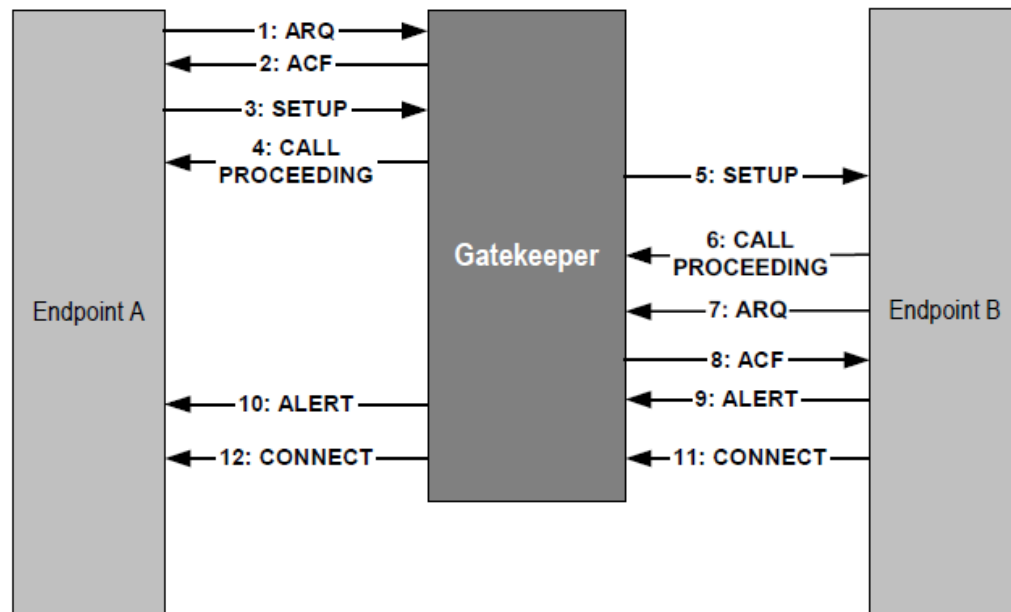 1: ARQ
2: ACF
3: SETUP
4: CALL
PROCEEDING
5: SETUP
6: CALL
PROCEEDING
Gatekeeper
Endpoint A
7: ARQ
Endpoint B
8: ACF
10: ALERT
9: ALERT
12: CONNECT
11: CONNECT